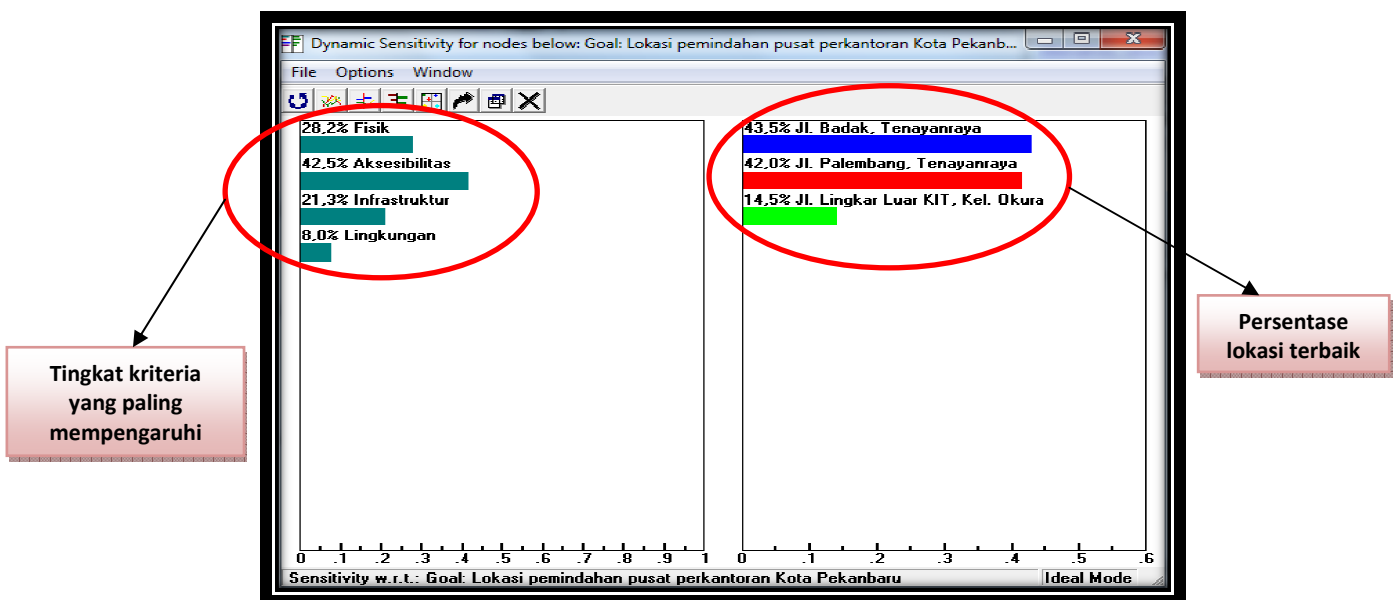 Dynamic Sensitivity for nodes below: Goal: Lokasi pemindahan pusat perkantoran Kota Pekanb...
File Options Window
28,2% Fisik
42,5% Aksesibilitas
21,3% Infrastruktur
8,0% Lingkungan
43,5% Jl. Badak, Tenayanraya
42,0% Jl. Palembang, Tenayanraya
14,5% Jl. Lingkar Luar KIT, Kel. Okura
Tingkat kriteria
yang paling
mempengaruhi
Persentase
lokasi terbaik
0 .1 .2 .3 .4 .5 .6 .7 .8 .9 1
0 .1 .2 .3 .4 .5 .6
Sensitivity w.r.t.: Goal: Lokasi pemindahan pusat perkantoran Kota Pekanbaru
Ideal Mode